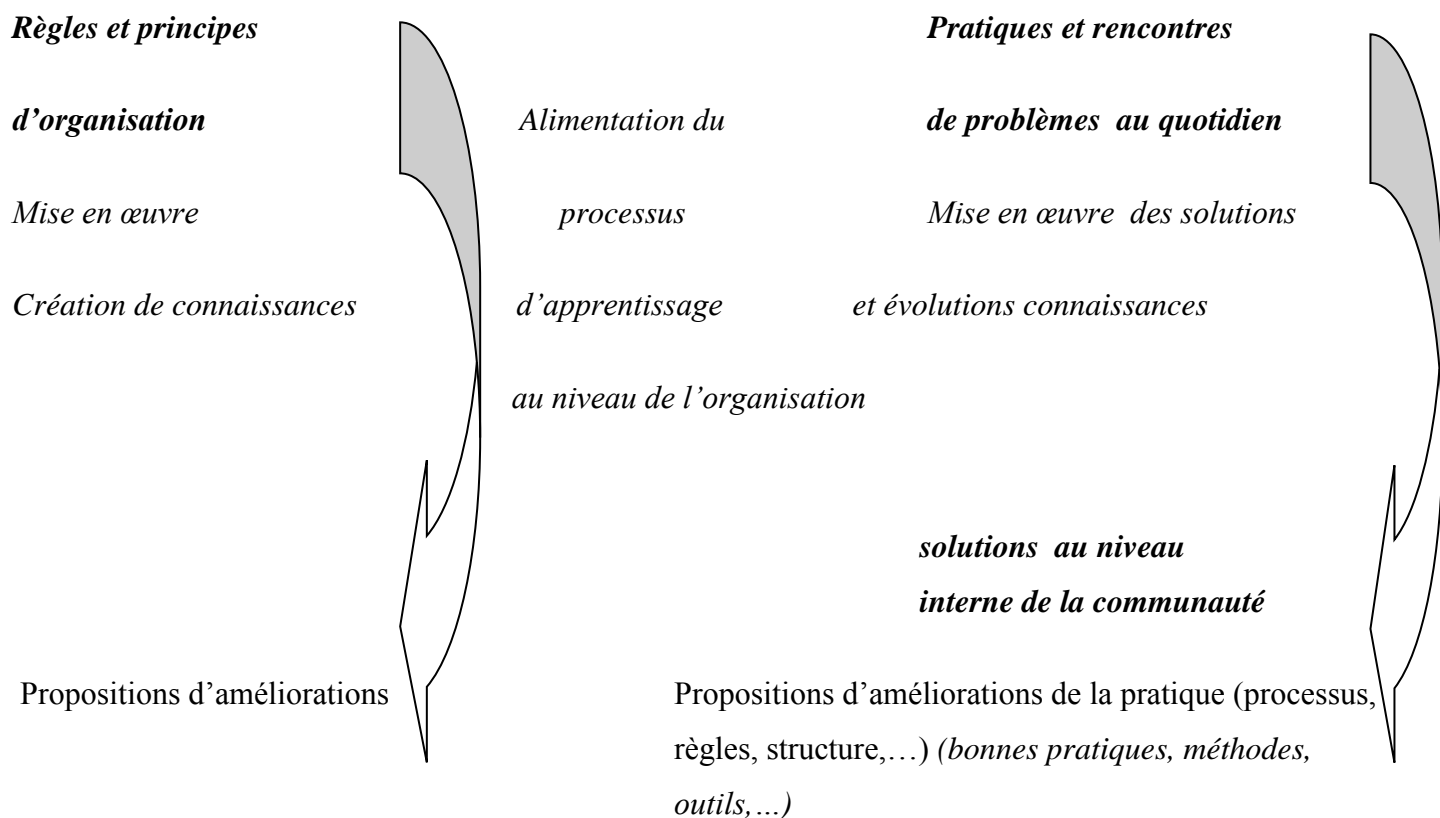 Règles et principes Pratiques et rencontres
d’organisation Alimentation du de problèmes au quotidien
Mise en œuvre processus Mise en œuvre des solutions
Création de connaissances d’apprentissage et évolutions connaissances
au niveau de l’organisation
solutions au niveau
interne de la communauté
Propositions d’améliorations Propositions d’améliorations de la pratique (processus,
règles, structure,…) (bonnes pratiques, méthodes,
outils,…)